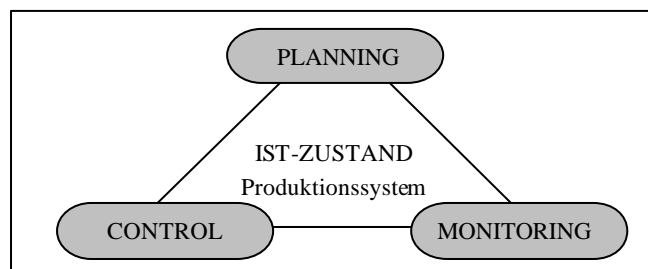 PLANNING
IST-ZUSTAND
Produktionssystem
CONTROL
MONITORING